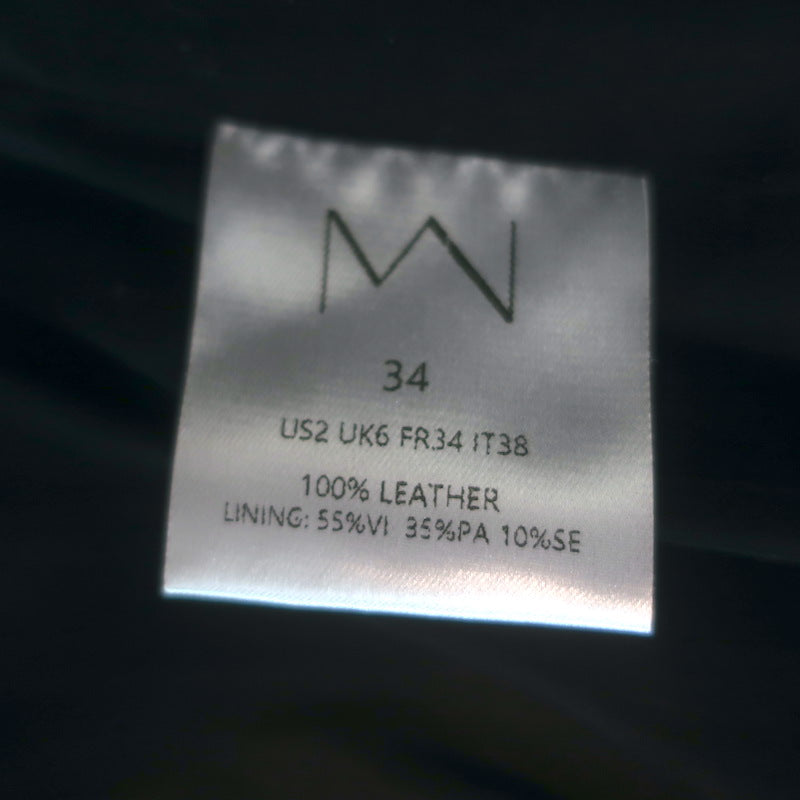 34
US2 UK6 FR34 IT38
100% LEATHER
LINING: 55%VI 35%PA 10%SE